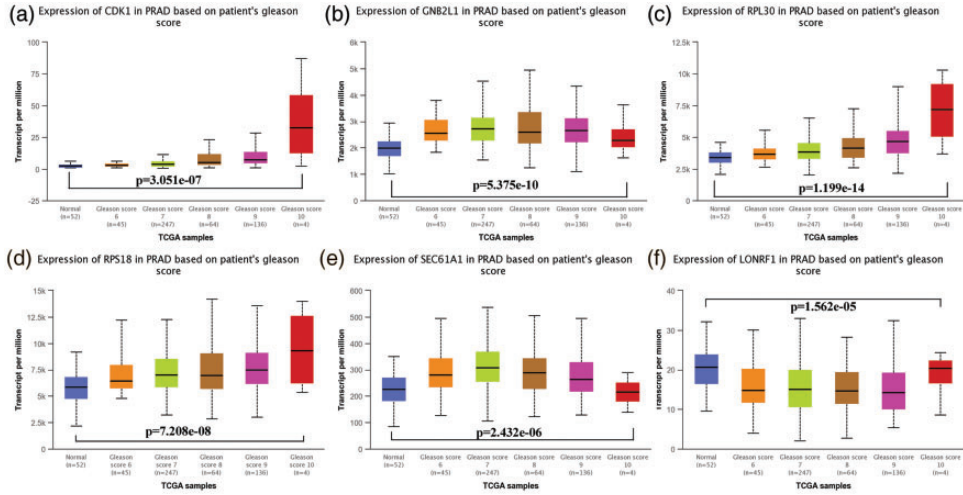 (a) Expression of CDK1 in PRAD based on patient's gleason
score
Transcript per million
100
75
50
25
0
-25
p=3.051e-07
Normal
(n=52)
Gleason score
6
(n=45)
Gleason score
7
(n=247)
Gleason score
8
(n=64)
Gleason score
9
(n=136)
Gleason score
10
(n=4)
TCGA samples
(b) Expression of GNB2L1 in PRAD based on patient's gleason
score
Transcript per million
6k
5k
4k
3k
2k
1k
0
p=5.375e-10
Normal
(n=52)
Gleason score
6
(n=45)
Gleason score
7
(n=247)
Gleason score
8
(n=64)
Gleason score
9
(n=136)
Gleason score
10
(n=4)
TCGA samples
(c) Expression of RPL30 in PRAD based on patient's gleason
score
Transcript per million
12.5k
10k
7.5k
5k
2.5k
0
p=1.199e-14
Normal
(n=52)
Gleason score
6
(n=45)
Gleason score
7
(n=247)
Gleason score
8
(n=64)
Gleason score
9
(n=136)
Gleason score
10
(n=4)
TCGA samples
(d) Expression of RPS18 in PRAD based on patient's gleason
score
Transcript per million
15k
12.5k
10k
7.5k
5k
2.5k
0
p=7.208e-08
Normal
(n=52)
Gleason
score 6
(n=45)
Gleason
score 7
(n=247)
Gleason
score 8
(n=64)
Gleason
score 9
(n=136)
Gleason
score 10
(n=4)
TCGA samples
(e) Expression of SEC61A1 in PRAD based on patient's gleason
score
Transcript per million
600
500
400
300
200
100
0
p=2.432e-06
Normal
(n=52)
Gleason score
6
(n=45)
Gleason score
7
(n=247)
Gleason score
8
(n=64)
Gleason score
9
(n=136)
Gleason score
10
(n=4)
TCGA samples
(f) Expression of LONRF1 in PRAD based on patient's gleason
score
Transcript per million
40
30
20
10
0
p=1.562e-05
Normal
(n=52)
Gleason score
6
(n=45)
Gleason score
7
(n=247)
Gleason score
8
(n=64)
Gleason score
9
(n=136)
Gleason score
10
(n=4)
TCGA samples